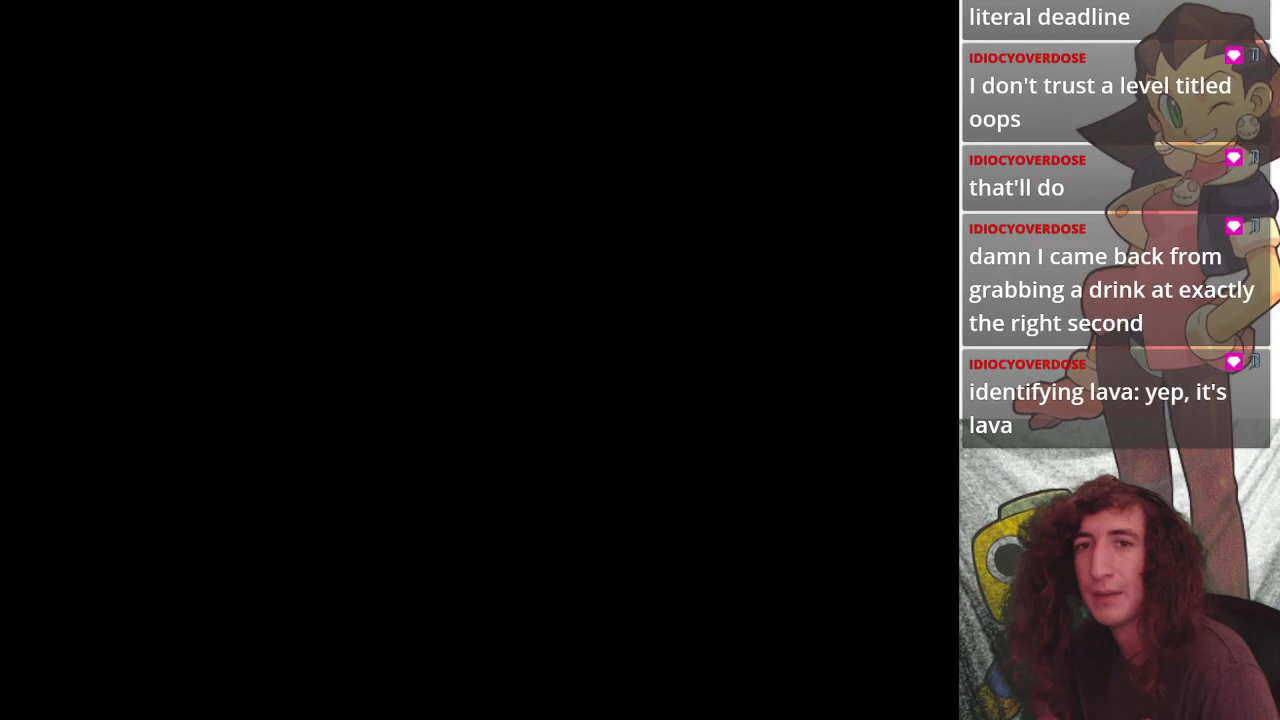 literal deadline
IDIOCYOVERDOSE
I don't trust a level titled
oops
IDIOCYOVERDOSE
that'll do
IDIOCYOVERDOSE
damn I came back from
grabbing a drink at exactly
the right second
IDIOCYOVERDOSE
identifying lava: yep, it's
lava